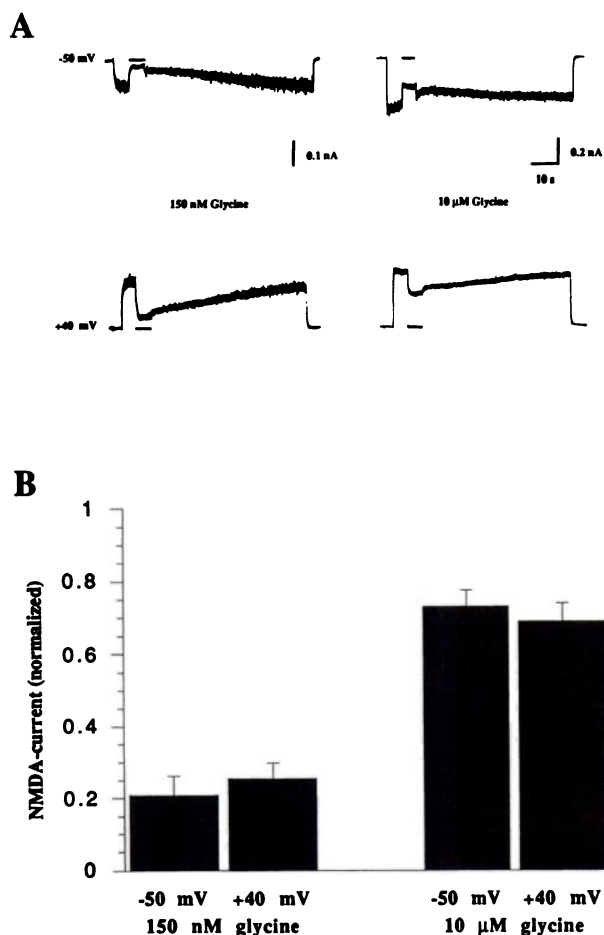 A
-50 mV
0.1 nA
0.2 nA
10 s
150 nM Glycine
10 μM Glycine
+40 mV
B
NMDA-current (normalized)
1
0.8
0.6
0.4
0.2
0
-50 mV +40 mV -50 mV +40 mV
150 nM glycine 10 μM glycine